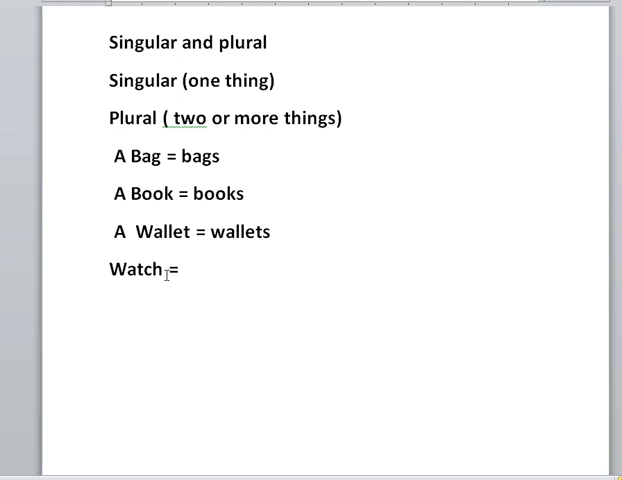 Singular and plural
Singular (one thing)
Plural ( two or more things)
A Bag = bags
A Book = books
A Wallet = wallets
Watch =